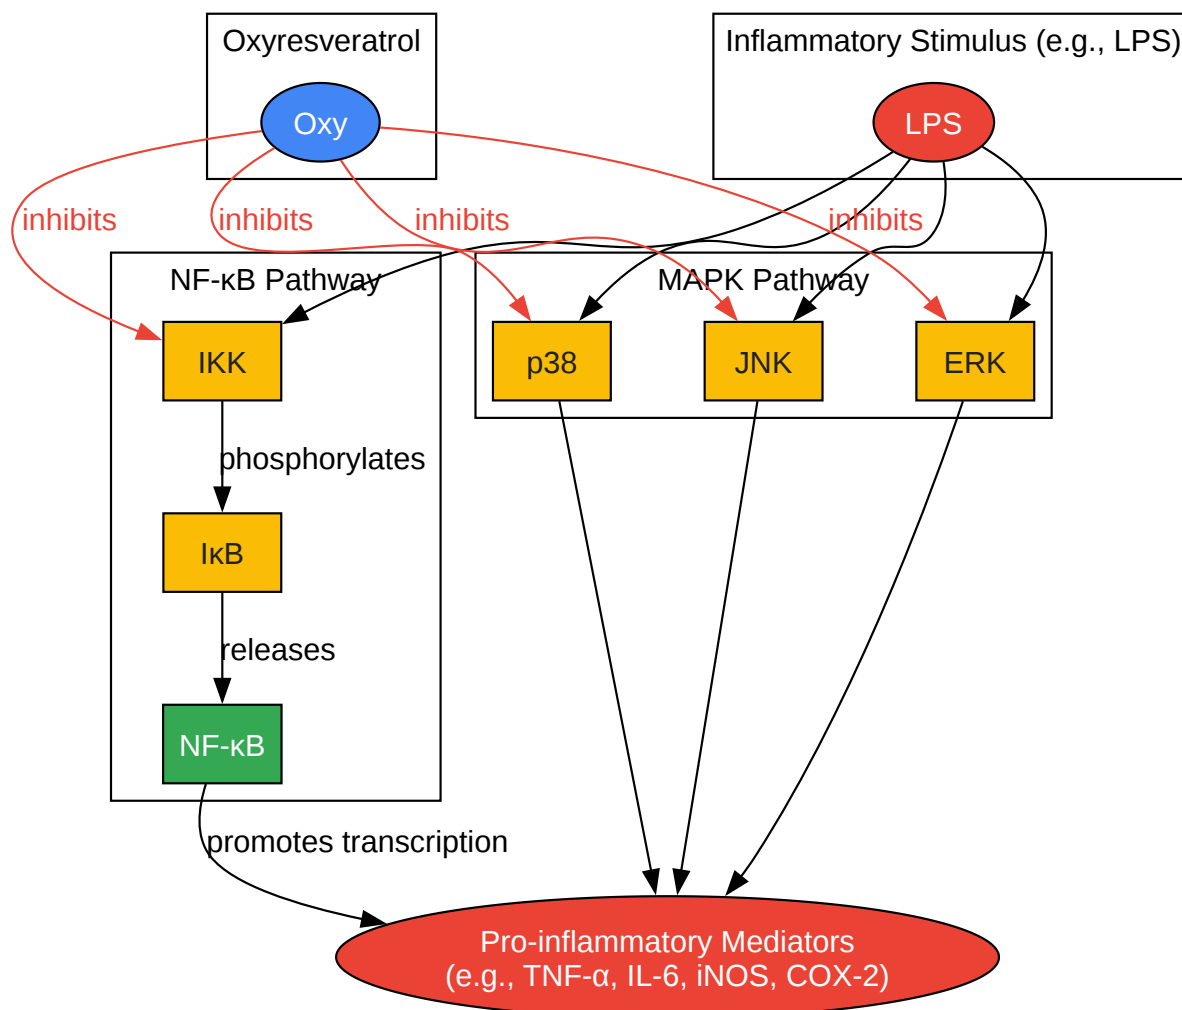 Oxyresveratrol
Inflammatory Stimulus (e.g., LPS)
Oxy
LPS
inhibits
inhibits
inhibits
inhibits
NF-κB Pathway
MAPK Pathway
IKK
p38
JNK
ERK
phosphorylates
IκB
releases
NF-κB
promotes transcription
Pro-inflammatory Mediators
(e.g., TNF-α, IL-6, iNOS, COX-2)